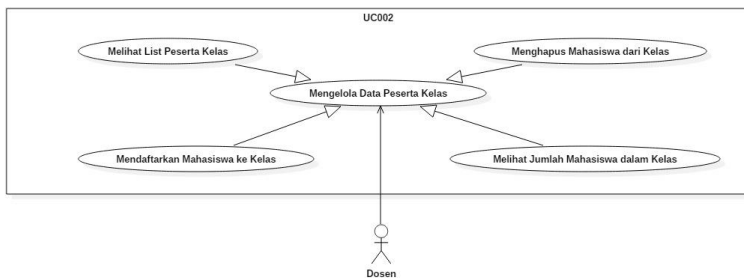 UC002
Melihat List Peserta Kelas
Menghapus Mahasiswa dari Kelas
Mengelola Data Peserta Kelas
Mendaftarkan Mahasiswa ke Kelas
Melihat Jumlah Mahasiswa dalam Kelas
Dosen